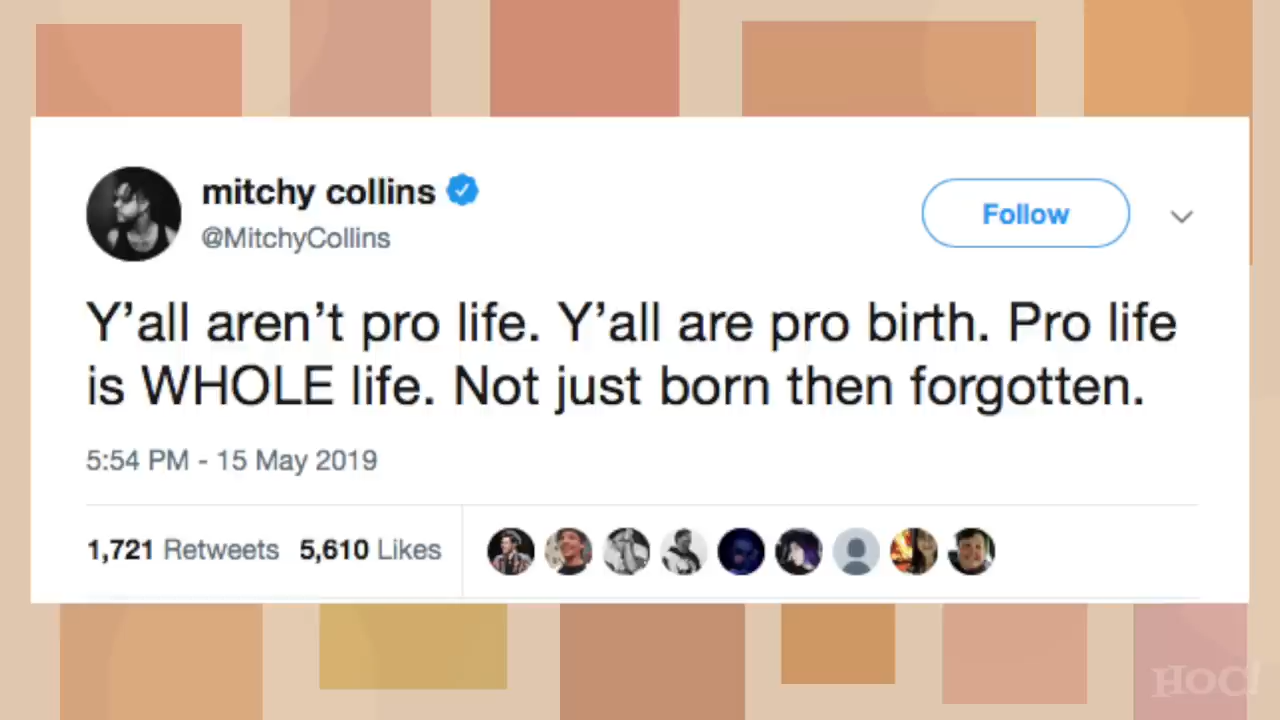 mitchy collins
@MitchyCollins
Follow
Y’all aren’t pro life. Y’all are pro birth. Pro life
is WHOLE life. Not just born then forgotten.
5:54 PM - 15 May 2019
1,721 Retweets 5,610 Likes
HOC!